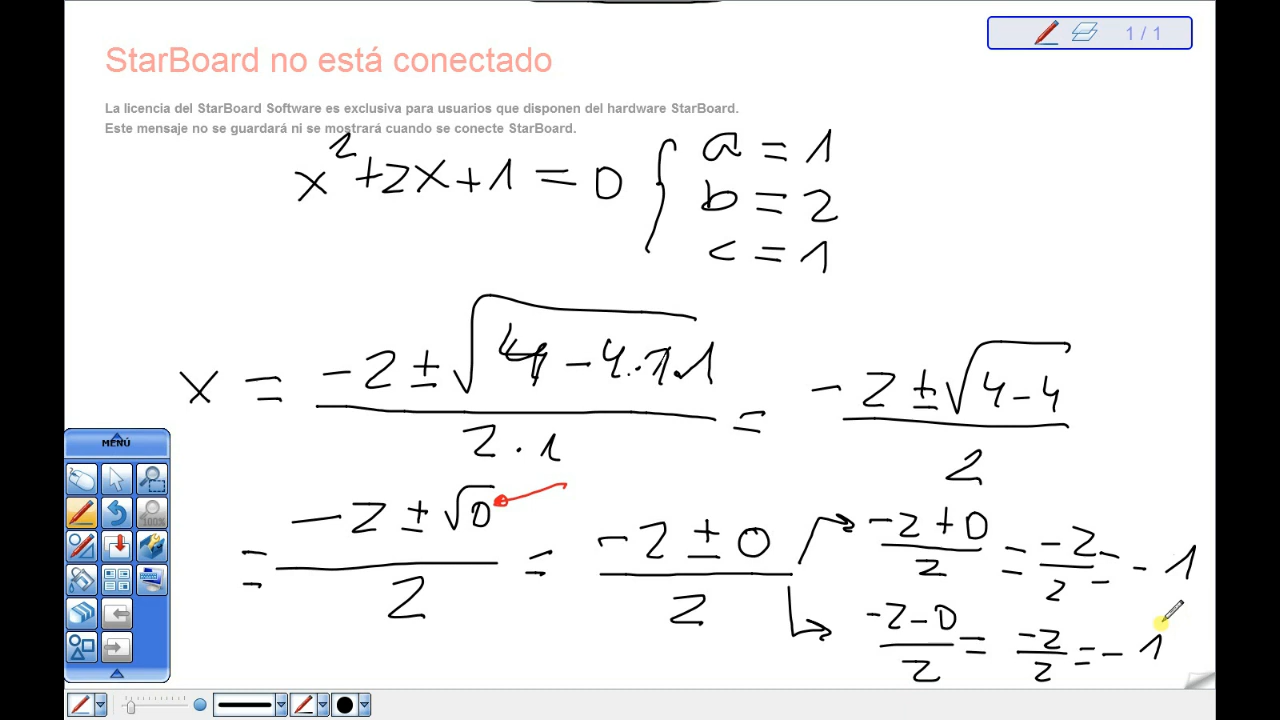 1 / 1
StarBoard no está conectado
La licencia del StarBoard Software es exclusiva para usuarios que disponen del hardware StarBoard.
Este mensaje no se guardará ni se mostrará cuando se conecte StarBoard.
x²+2x+1=0 { a=1
b=2
c=1
x = (-2±√(4-4·1·1))/(2·1) = (-2±√(4-4))/2
= (-2±√0)/2 = (-2±0)/2 → (-2+0)/2 = -2/2 = -1
→ (-2-0)/2 = -2/2 = -1
MENÚ
100%